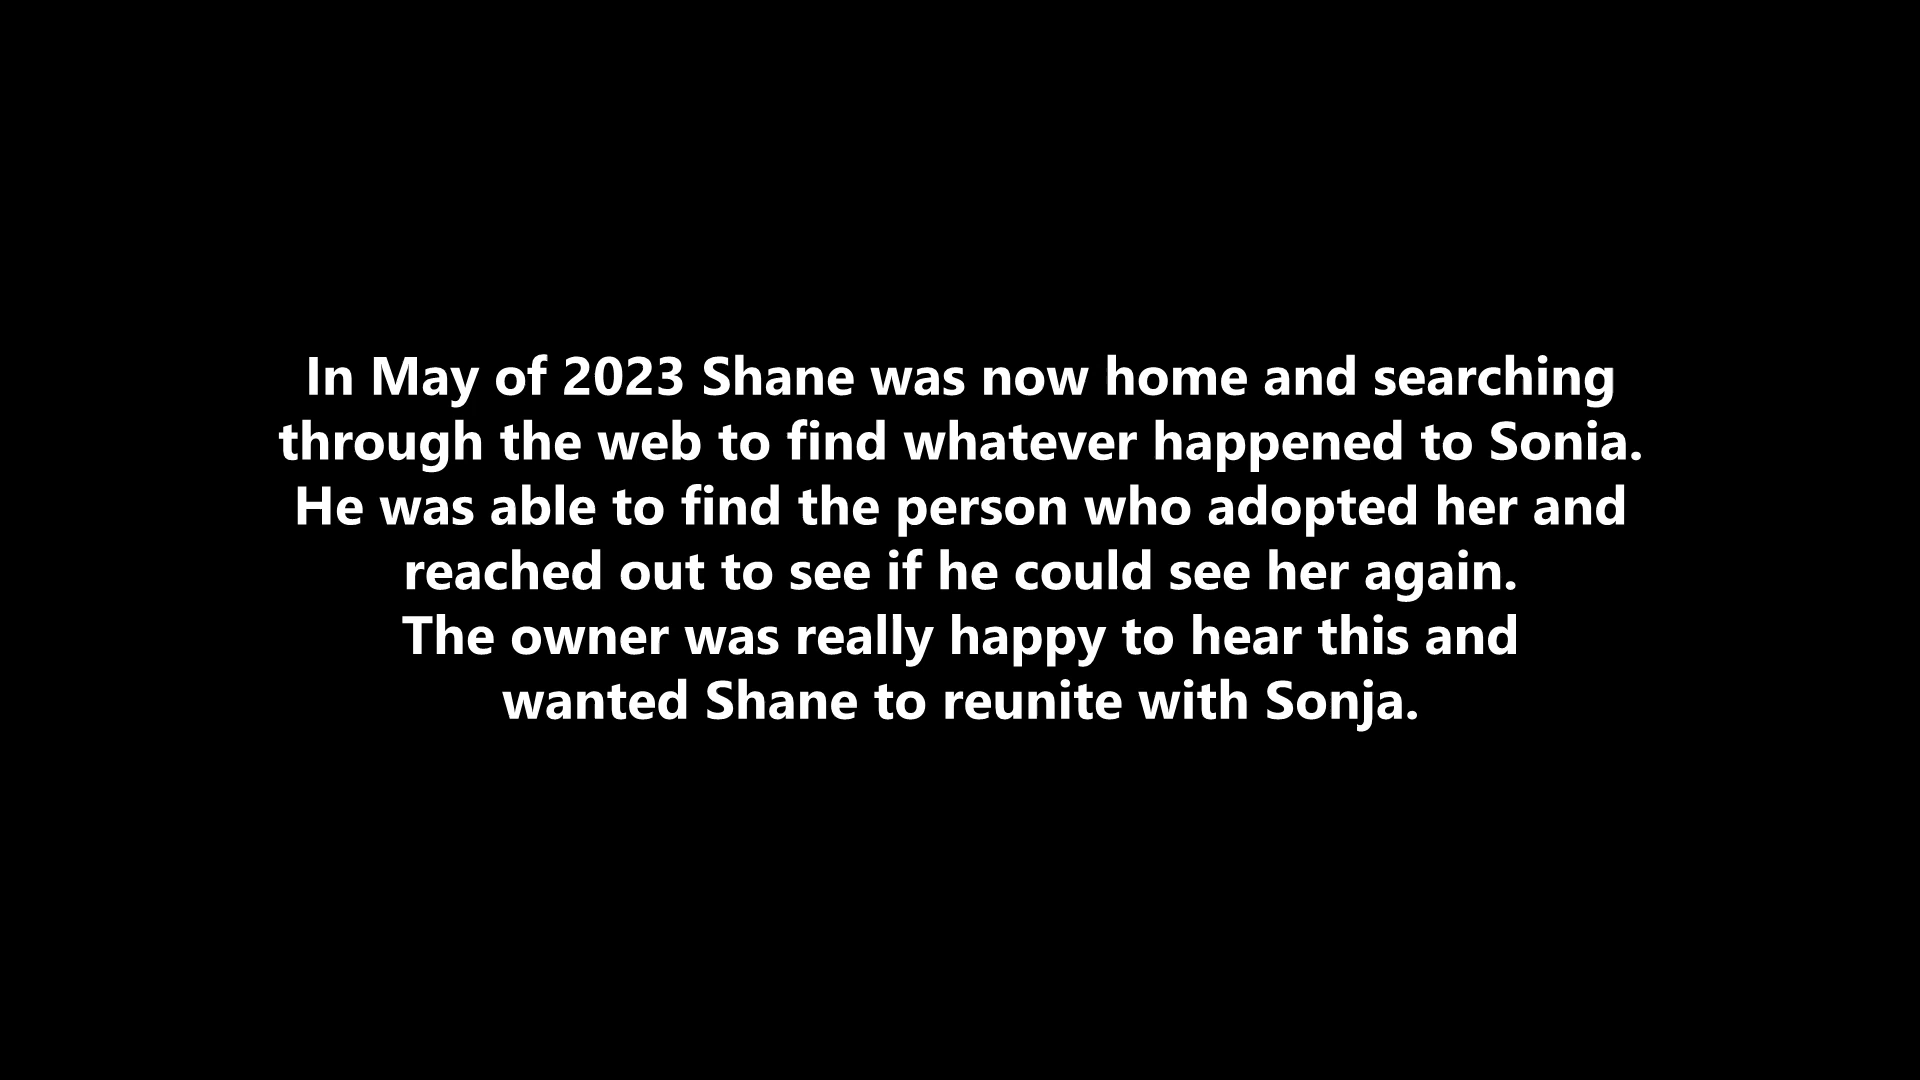 In May of 2023 Shane was now home and searching
through the web to find whatever happened to Sonia.
He was able to find the person who adopted her and
reached out to see if he could see her again.
The owner was really happy to hear this and
wanted Shane to reunite with Sonja.